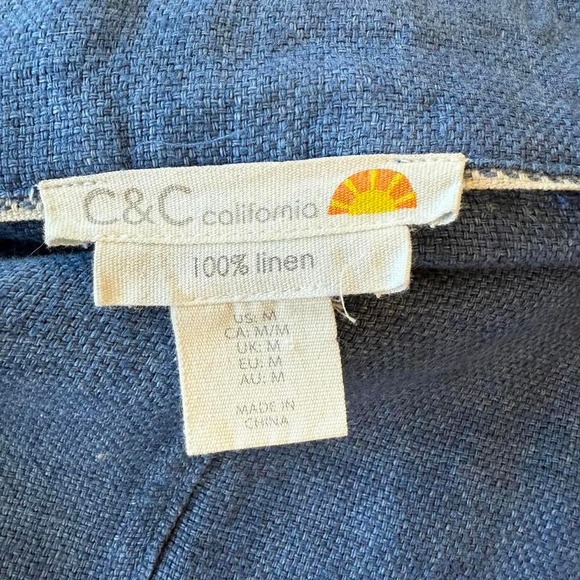 C&C california
100% linen
US: M
CA: M/M
UK: M
EU: M
AU: M
MADE IN
CHINA